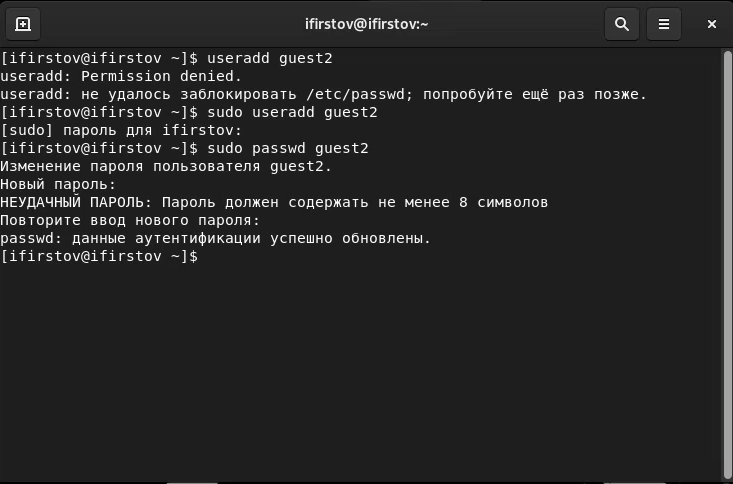 ifirstov@ifirstov:~
[ifirstov@ifirstov ~]$ useradd guest2
useradd: Permission denied.
useradd: не удалось заблокировать /etc/passwd; попробуйте ещё раз позже.
[ifirstov@ifirstov ~]$ sudo useradd guest2
[sudo] пароль для ifirstov:
[ifirstov@ifirstov ~]$ sudo passwd guest2
Изменение пароля пользователя guest2.
Новый пароль:
НЕУДАЧНЫЙ ПАРОЛЬ: Пароль должен содержать не менее 8 символов
Повторите ввод нового пароля:
passwd: данные аутентификации успешно обновлены.
[ifirstov@ifirstov ~]$